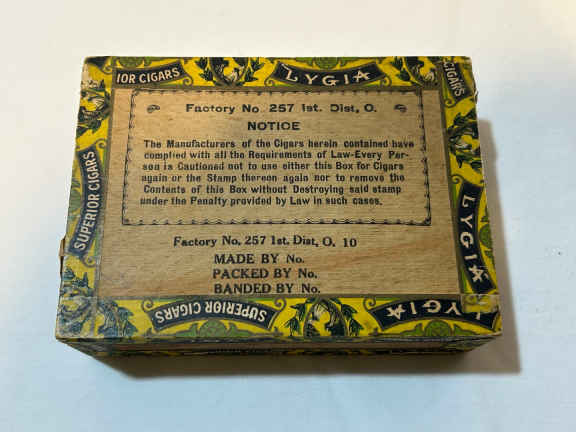 IOR CIGARS
LYGIA
CIGARS
Factory No. 257 1st. Dist, O.
NOTICE
The Manufacturers of the Cigars herein contained have
complied with all the Requirements of Law-Every Per-
son is Cautioned not to use either this Box for Cigars
again or the Stamp thereon again nor to remove the
Contents of this Box without Destroying said stamp
under the Penalty provided by Law in such cases.
SUPERIOR CIGARS
LYGIA
Factory No, 257 1st. Dist, O. 10
MADE BY No.
PACKED BY No.
BANDED BY No.
SUPERIOR CIGARS
LYGIA